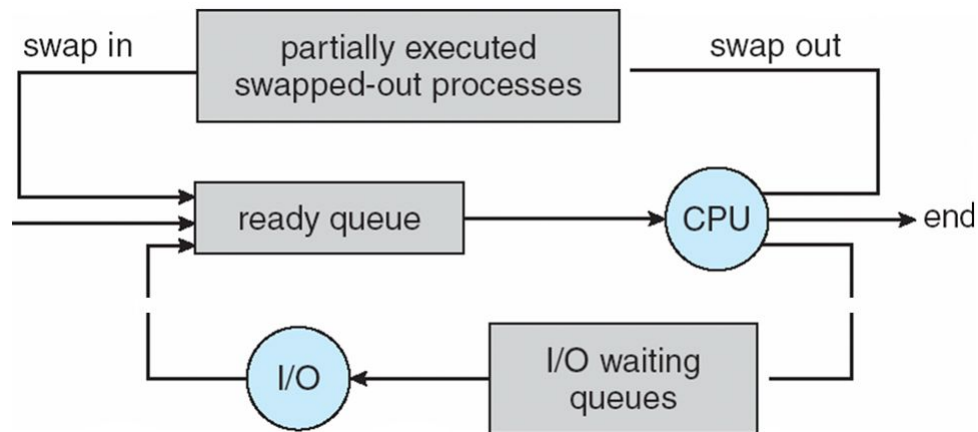 swap in
partially executed
swapped-out processes
swap out
ready queue
CPU
end
I/O
I/O waiting
queues